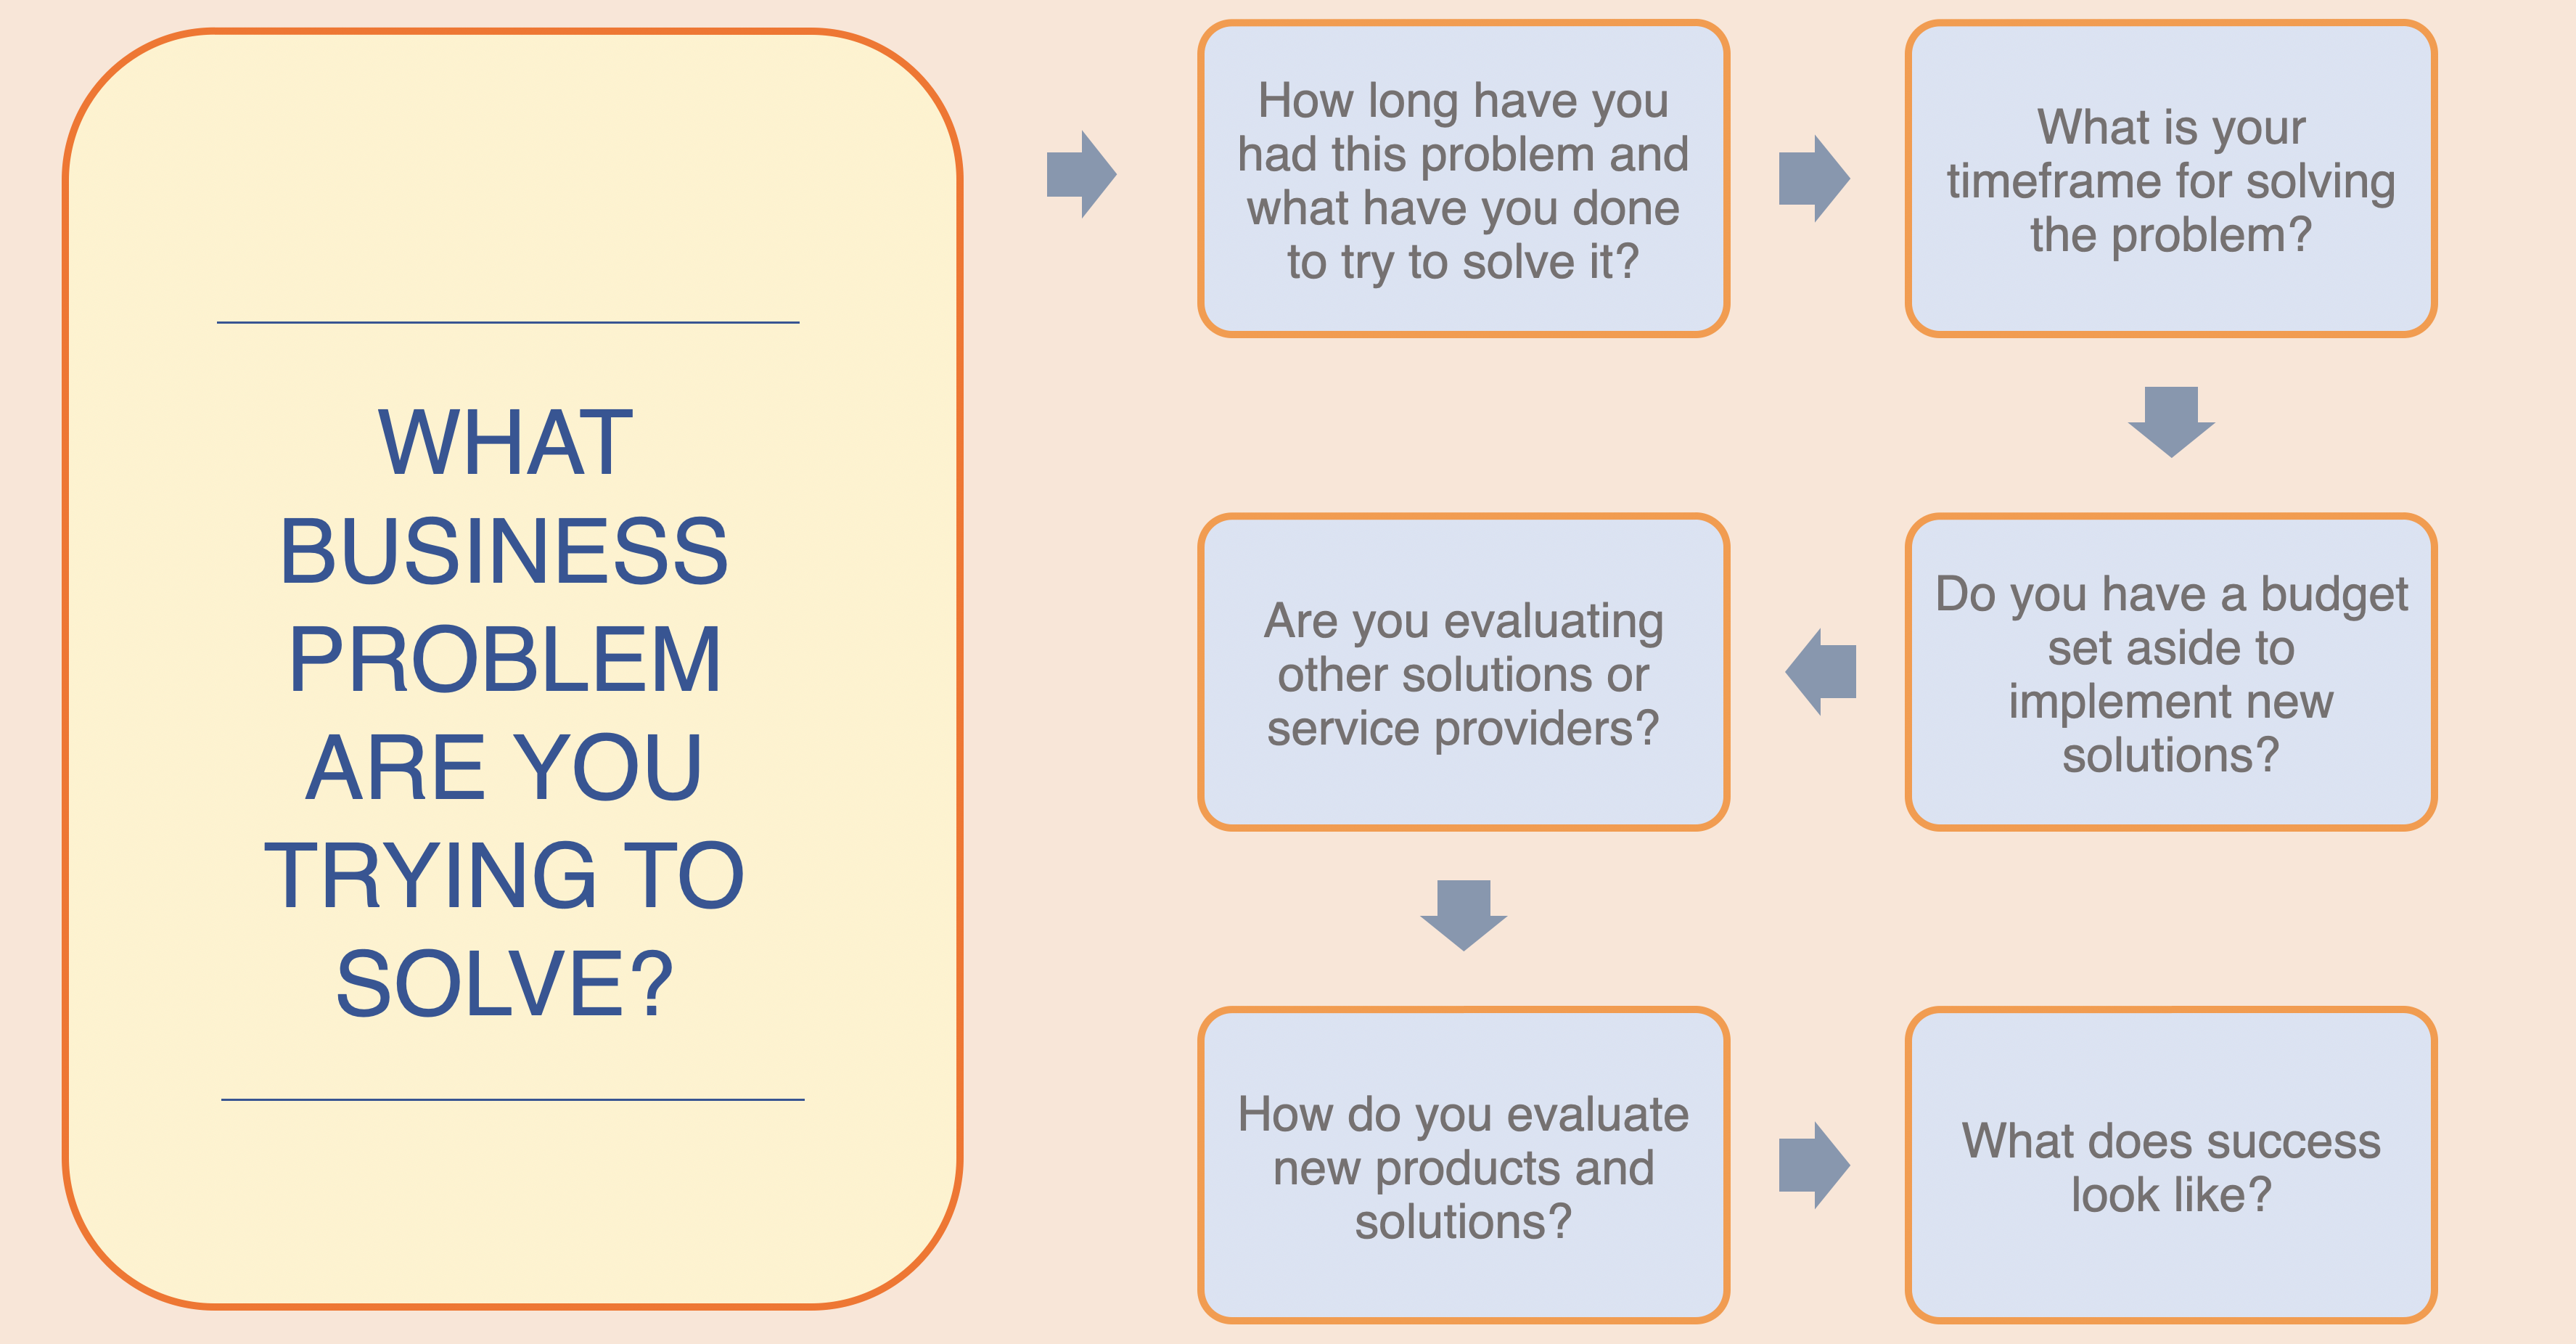 WHAT
BUSINESS
PROBLEM
ARE YOU
TRYING TO
SOLVE?
How long have you
had this problem and
what have you done
to try to solve it?
What is your
timeframe for solving
the problem?
Do you have a budget
set aside to
implement new
solutions?
Are you evaluating
other solutions or
service providers?
How do you evaluate
new products and
solutions?
What does success
look like?